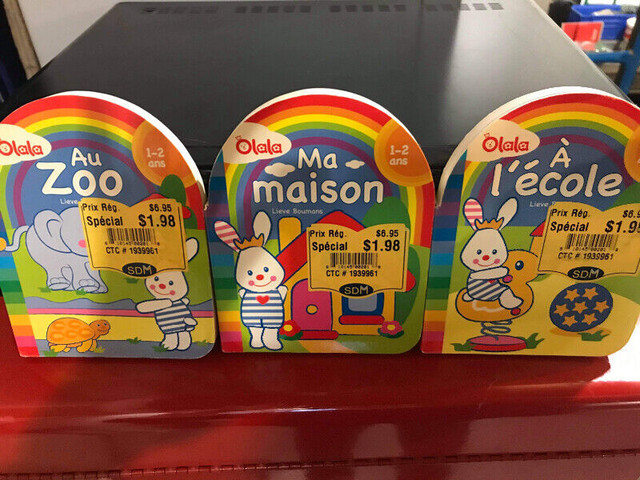 Olala
1-2
ans
Au
Zoo
Lieve
Prix Rég. $6.95
Spécial $1.98
CTC # 1939961
SDM
Olala
1-2
ans
Ma
maison
Lieve Boumans
Prix Rég. $6.95
Spécial $1.98
CTC # 1939961
SDM
Olala
À
l'école
Lieve
Prix Rég.
Spécial
CTC # 1939961
SDM